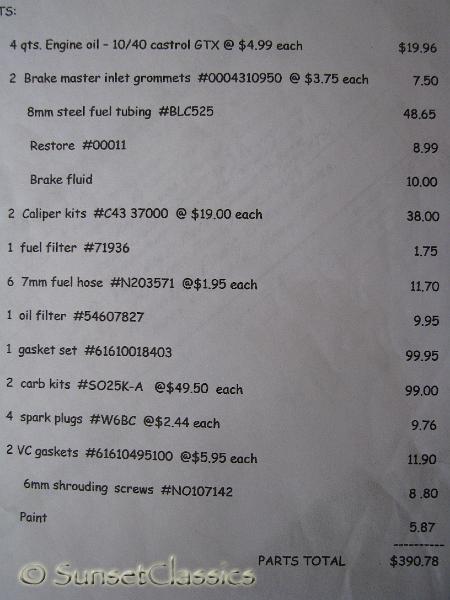 TS:
4 qts. Engine oil - 10/40 castrol GTX @ $4.99 each $19.96
2 Brake master inlet grommets #0004310950 @ $3.75 each 7.50
8mm steel fuel tubing #BLC525 48.65
Restore #00011 8.99
Brake fluid 10.00
2 Caliper kits #C43 37000 @ $19.00 each 38.00
1 fuel filter #71936 1.75
6 7mm fuel hose #N203571 @$1.95 each 11.70
1 oil filter #54607827 9.95
1 gasket set #61610018403 99.95
2 carb kits #SO25K-A @$49.50 each 99.00
4 spark plugs #W6BC @$2.44 each 9.76
2 VC gaskets #61610495100 @$5.95 each 11.90
6mm shrouding screws #NO107142 8.80
Paint 5.87
----------
PARTS TOTAL $390.78
© SunsetClassics